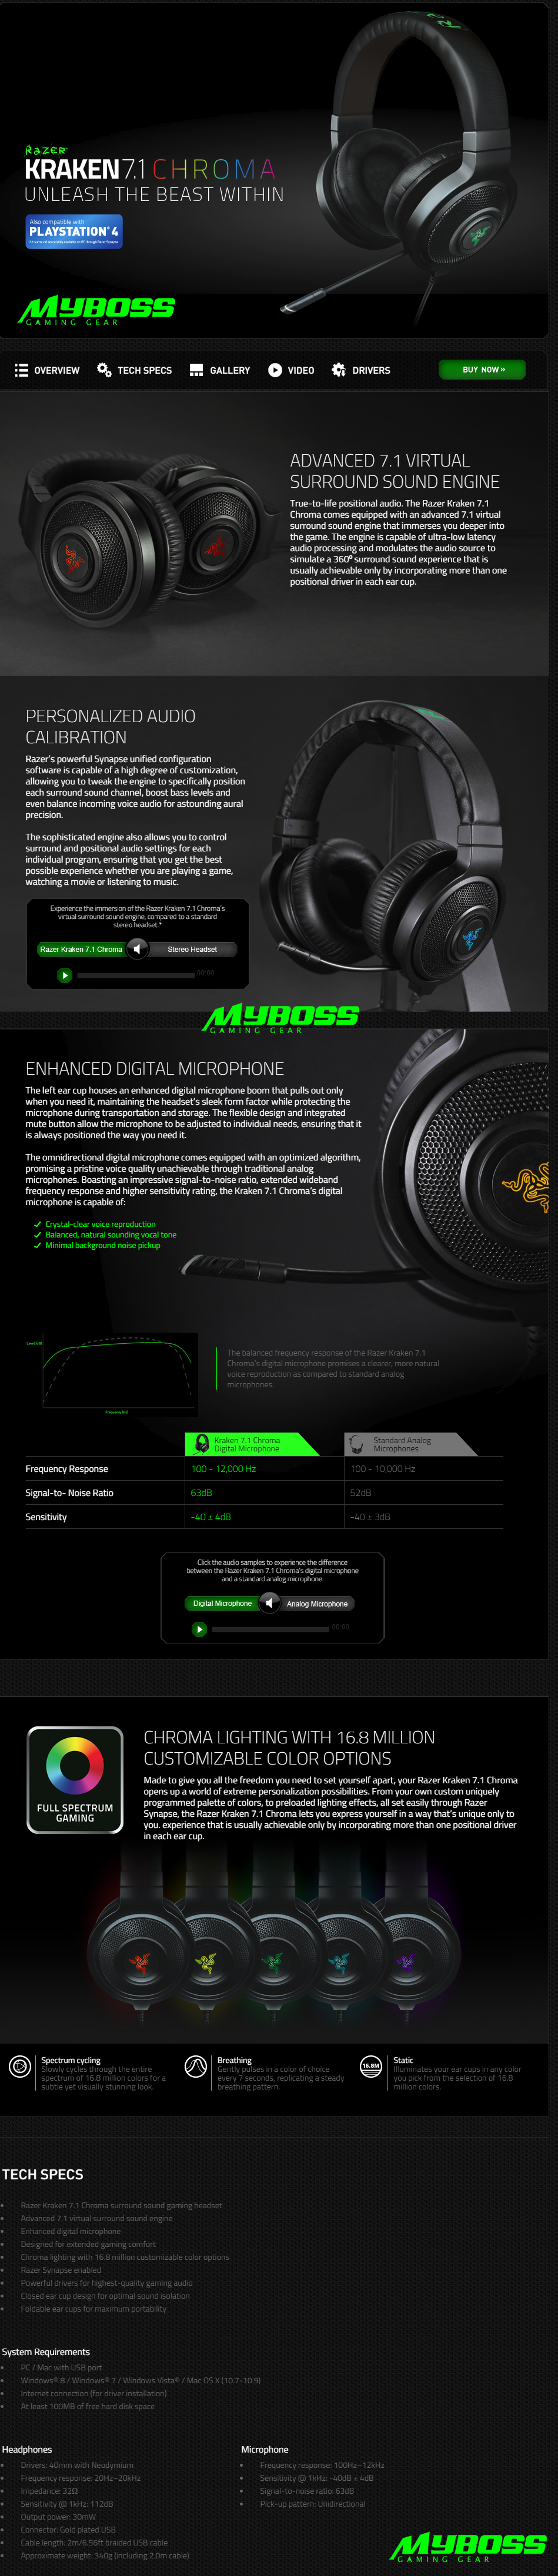 RAZER
KRAKEN 7.1 CHROMA
UNLEASH THE BEAST WITHIN
Also compatible with
PLAYSTATION®4
MYBOSS
GAMING GEAR
OVERVIEW
TECH SPECS
GALLERY
VIDEO
DRIVERS
BUY NOW »
ADVANCED 7.1 VIRTUAL
SURROUND SOUND ENGINE
True-to-life positional audio. The Razer Kraken 7.1
Chroma comes equipped with an advanced 7.1 virtual
surround sound engine that immerses you deeper into
the game. The engine is capable of ultra-low latency
audio processing and modulates the audio source to
simulate a 360º surround sound experience that is
usually achievable only by incorporating more than one
positional driver in each ear cup.
PERSONALIZED AUDIO
CALIBRATION
Razer's powerful Synapse unified configuration
software is capable of a high degree of customization,
allowing you to tweak the engine to specifically position
each surround sound channel, boost bass levels and
even balance incoming voice audio for astounding aural
precision.
The sophisticated engine also allows you to control
surround and positional audio settings for each
individual program, ensuring that you get the best
possible experience whether you are playing a game,
watching a movie or listening to music.
Experience the immersion of the Razer Kraken 7.1 Chroma's
virtual surround sound engine, compared to a standard
stereo headset.*
Razer Kraken 7.1 Chroma
Stereo Headset
00:00
MYBOSS
GAMING GEAR
ENHANCED DIGITAL MICROPHONE
The left ear cup houses an enhanced digital microphone boom that pulls out only
when you need it, maintaining the headset's sleek form factor while protecting the
microphone during transportation and storage. The flexible design and integrated
mute button allow the microphone to be adjusted to individual needs, ensuring that it
is always positioned the way you need it.
The omnidirectional digital microphone comes equipped with an optimized algorithm,
promising a pristine voice quality unachievable through traditional analog
microphones. Boasting an impressive signal-to-noise ratio, extended wideband
frequency response and higher sensitivity rating, the Kraken 7.1 Chroma's digital
microphone is capable of:
Crystal-clear voice reproduction
Balanced, natural sounding vocal tone
Minimal background noise pickup
Level (dB)
Frequency (Hz)
The balanced frequency response of the Razer Kraken 7.1
Chroma's digital microphone promises a clearer, more natural
voice reproduction as compared to standard analog
microphones.
Kraken 7.1 Chroma
Digital Microphone
Standard Analog
Microphones
Frequency Response
100 - 12,000 Hz
100 - 10,000 Hz
Signal-to- Noise Ratio
63dB
52dB
Sensitivity
-40 ± 4dB
-40 ± 3dB
Click the audio samples to experience the difference
between the Razer Kraken 7.1 Chroma's digital microphone
and a standard analog microphone.
Digital Microphone
Analog Microphone
00:00
FULL SPECTRUM
GAMING
CHROMA LIGHTING WITH 16.8 MILLION
CUSTOMIZABLE COLOR OPTIONS
Made to give you all the freedom you need to set yourself apart, your Razer Kraken 7.1 Chroma
opens up a world of extreme personalization possibilities. From your own custom uniquely
programmed palette of colors, to preloaded lighting effects, all set easily through Razer
Synapse, the Razer Kraken 7.1 Chroma lets you express yourself in a way that's unique only to
you. experience that is usually achievable only by incorporating more than one positional driver
in each ear cup.
Spectrum cycling
Slowly cycles through the entire
spectrum of 16.8 million colors for a
subtle yet visually stunning look.
Breathing
Gently pulses in a color of choice
every 7 seconds, replicating a steady
breathing pattern.
16.8M
Static
Illuminates your ear cups in any color
you pick from the selection of 16.8
million colors.
TECH SPECS
Razer Kraken 7.1 Chroma surround sound gaming headset
Advanced 7.1 virtual surround sound engine
Enhanced digital microphone
Designed for extended gaming comfort
Chroma lighting with 16.8 million customizable color options
Razer Synapse enabled
Powerful drivers for highest-quality gaming audio
Closed ear cup design for optimal sound isolation
Foldable ear cups for maximum portability
System Requirements
PC / Mac with USB port
Windows® 8 / Windows® 7 / Windows Vista® / Mac OS X (10.7-10.9)
Internet connection (for driver installation)
At least 100MB of free hard disk space
Headphones
Drivers: 40mm with Neodymium
Frequency response: 20Hz–20kHz
Impedance: 32Ω
Sensitivity @ 1kHz: 112dB
Output power: 30mW
Connector: Gold plated USB
Cable length: 2m/6.56ft braided USB cable
Approximate weight: 340g (including 2.0m cable)
Microphone
Frequency response: 100Hz–12kHz
Sensitivity @ 1kHz: -40dB ± 4dB
Signal-to-noise ratio: 63dB
Pick-up pattern: Unidirectional
MYBOSS
GAMING GEAR